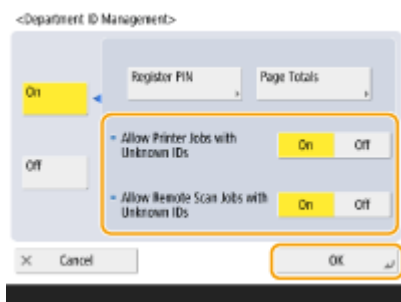 <Department ID Management>
On
Register PIN
Page Totals
Off
Allow Printer Jobs with
Unknown IDs
On
Off
Allow Remote Scan Jobs with
Unknown IDs
On
Off
× Cancel
OK